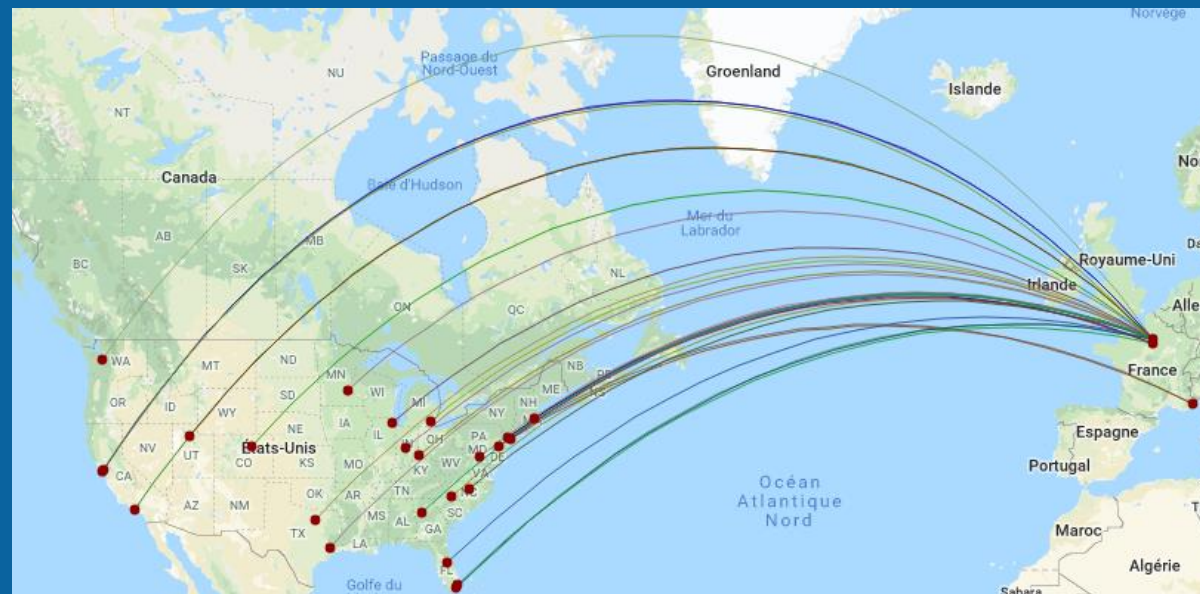 Norvège
Passage du
Nord-Ouest
NU
Groenland
Islande
NT
No
Canada
Baie d'Hudson
Mer du
Labrador
AB
MB
BC
SK
Royaume-Uni
Da
NL
Irlande
ON
QC
Alle
WA
MT
ND
MN
NB
PE
France
OR
ID
SD
WI
MI
ME
NS
WY
NH
IA
NY
NE
IL
PA
Espagne
NV
UT
États-Unis
IN
OH
MD
DE
CO
KS
MO
KY
WV
VA
Portugal
CA
OK
TN
NC
Océan
Atlantique
Nord
AZ
NM
AR
SC
MS
AL
GA
TX
LA
Maroc
Algérie
FL
Golfe du
Sahara